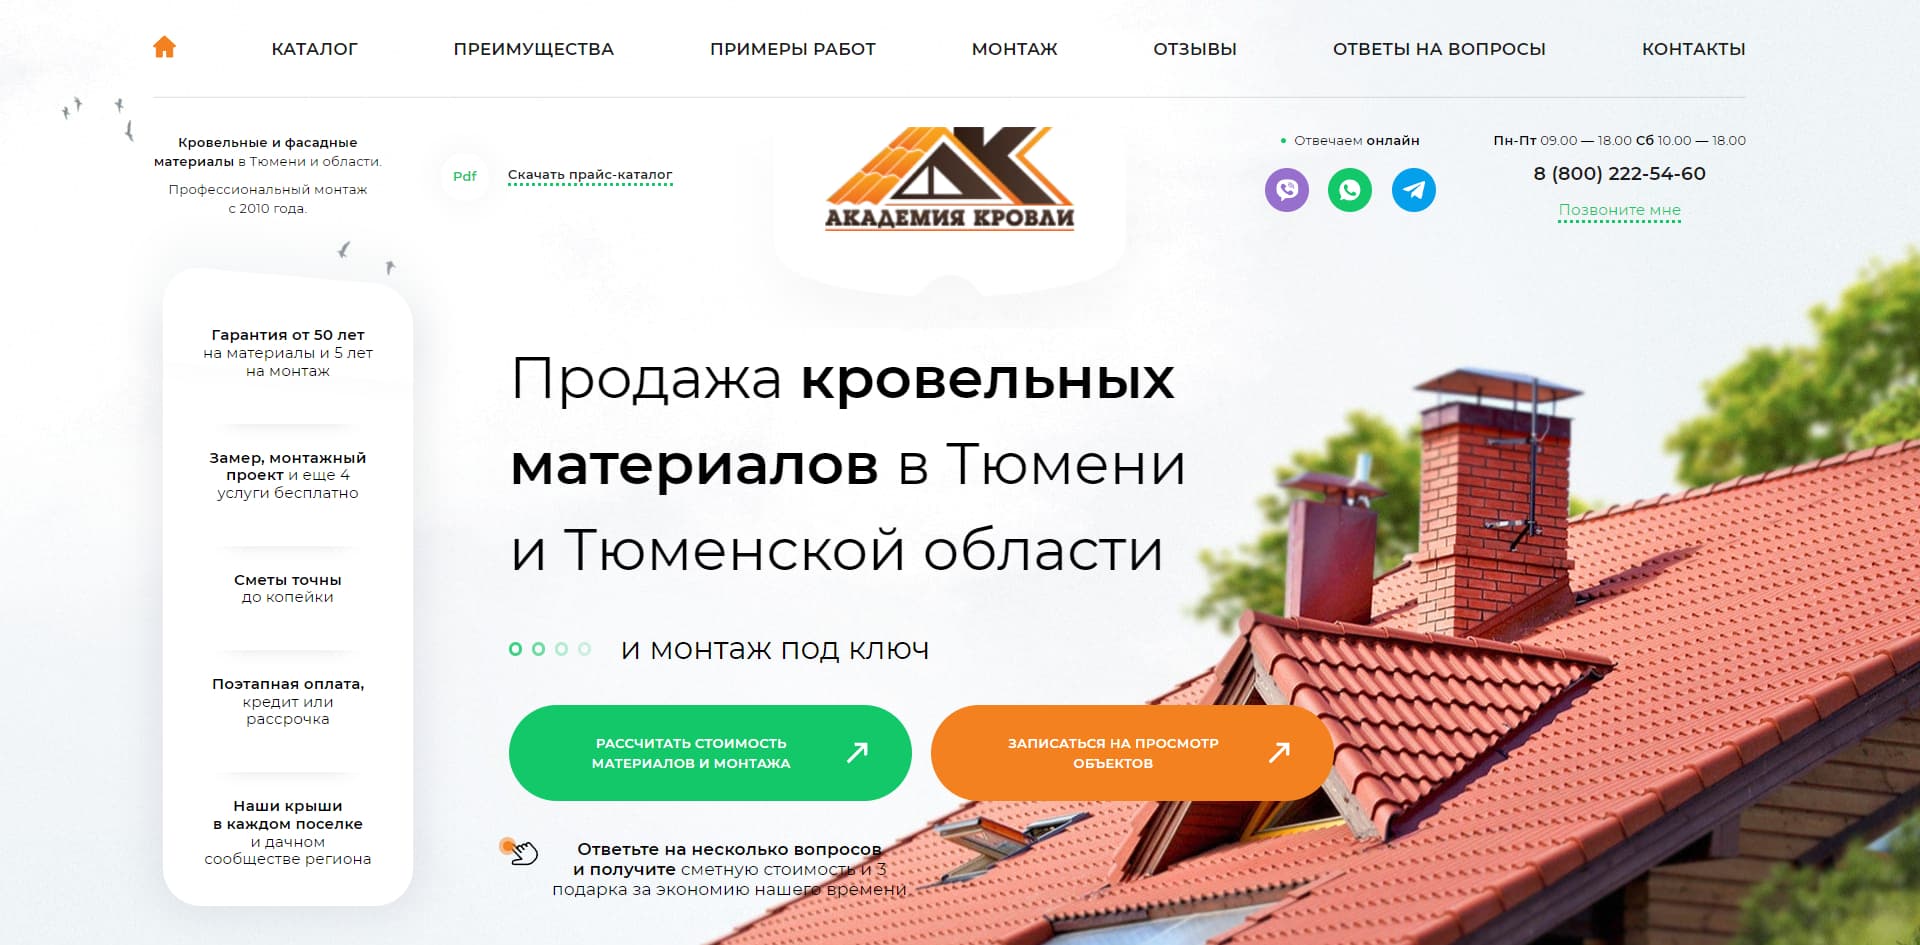 КАТАЛОГ
ПРЕИМУЩЕСТВА
ПРИМЕРЫ РАБОТ
МОНТАЖ
ОТЗЫВЫ
ОТВЕТЫ НА ВОПРОСЫ
КОНТАКТЫ
Кровельные и фасадные
материалы в Тюмени и области.
Профессиональный монтаж
с 2010 года.
Pdf
Скачать прайс-каталог
АК
АКАДЕМИЯ КРОВЛИ
Отвечаем онлайн
Пн-Пт 09.00 — 18.00 Сб 10.00 — 18.00
8 (800) 222-54-60
Позвоните мне
Гарантия от 50 лет
на материалы и 5 лет
на монтаж
Замер, монтажный
проект и еще 4
услуги бесплатно
Сметы точны
до копейки
Поэтапная оплата,
кредит или
рассрочка
Наши крыши
в каждом поселке
и дачном
сообществе региона
Продажа кровельных
материалов в Тюмени
и Тюменской области
и монтаж под ключ
РАССЧИТАТЬ СТОИМОСТЬ
МАТЕРИАЛОВ И МОНТАЖА
ЗАПИСАТЬСЯ НА ПРОСМОТР
ОБЪЕКТОВ
Ответьте на несколько вопросов
и получите сметную стоимость и 3
подарка за экономию нашего времени.